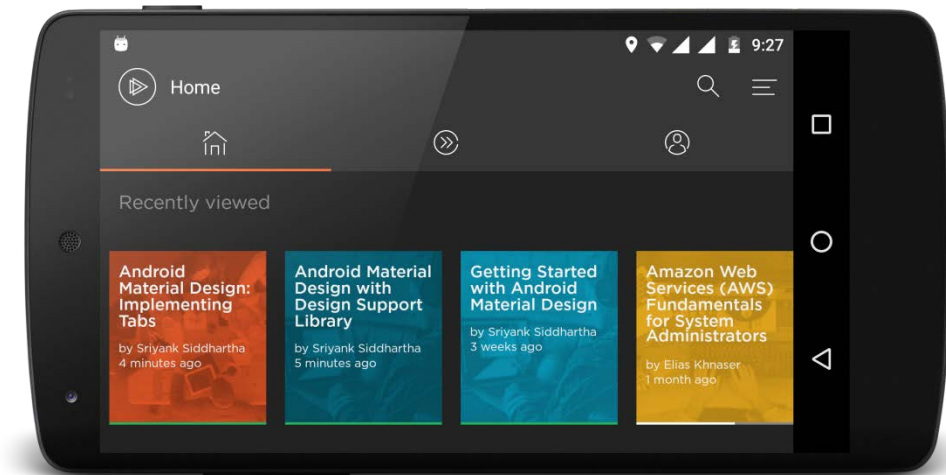 9:27
Home
Recently viewed
Android
Material Design:
Implementing
Tabs
by Sriyank Siddhartha
4 minutes ago
Android Material
Design with
Design Support
Library
by Sriyank Siddhartha
5 minutes ago
Getting Started
with Android
Material Design
by Sriyank Siddhartha
3 weeks ago
Amazon Web
Services (AWS)
Fundamentals
for System
Administrators
by Elias Khnaser
1 month ago